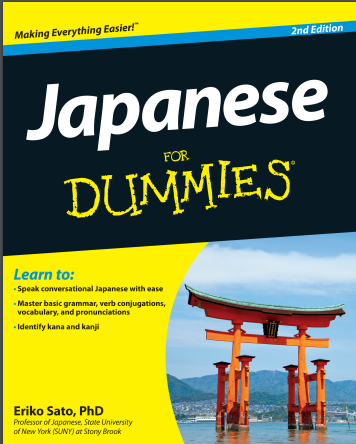 Making Everything Easier!™
2nd Edition
Japanese
FOR
DUMMIES®
Learn to:
• Speak conversational Japanese with ease
• Master basic grammar, verb conjugations,
vocabulary, and pronunciations
• Identify kana and kanji
Eriko Sato, PhD
Professor of Japanese, State University
of New York (SUNY) at Stony Brook